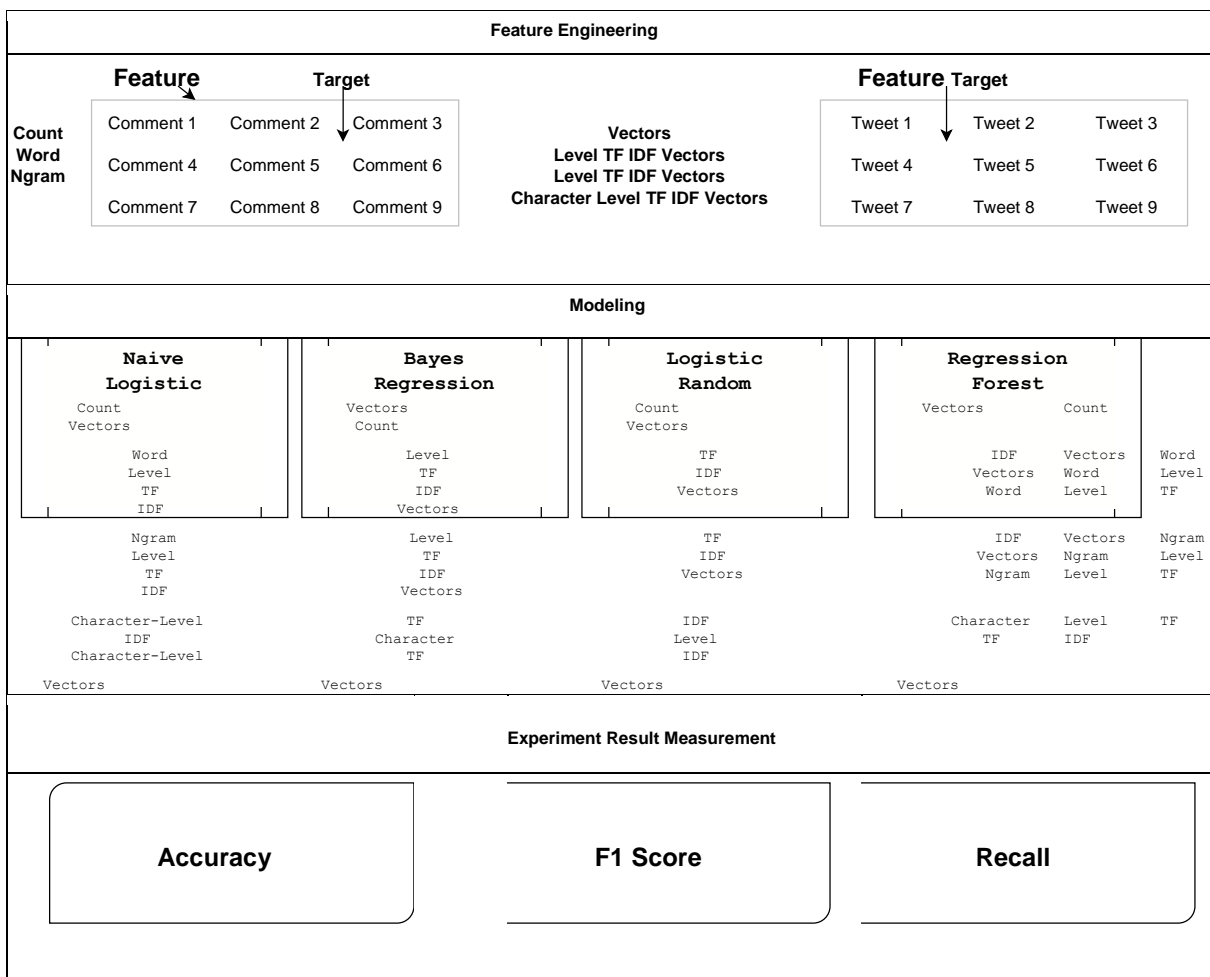 Feature Engineering
Feature Target Feature Target
Comment 1 Comment 2 Comment 3 Tweet 1 Tweet 2 Tweet 3
Count Vectors
Word Level TF IDF Vectors
Comment 4 Comment 5 Comment 6 Tweet 4 Tweet 5 Tweet 6
Ngram Level TF IDF Vectors
Character Level TF IDF Vectors
Comment 7 Comment 8 Comment 9 Tweet 7 Tweet 8 Tweet 9
Modeling
Naive Bayes Logistic Regression
Logistic Regression Random Forest
Count Vectors Count Vectors Count
Vectors Count Vectors
Word Level TF IDF Vectors Word
Level TF IDF Vectors Word Level
TF IDF Vectors Word Level TF
IDF Vectors
Ngram Level TF IDF Vectors Ngram
Level TF IDF Vectors Ngram Level
TF IDF Vectors Ngram Level TF
IDF Vectors
Character-Level TF IDF Character Level TF
IDF Character Level TF IDF
Character-Level TF IDF
Vectors Vectors Vectors Vectors
Experiment Result Measurement
Accuracy F1 Score Recall